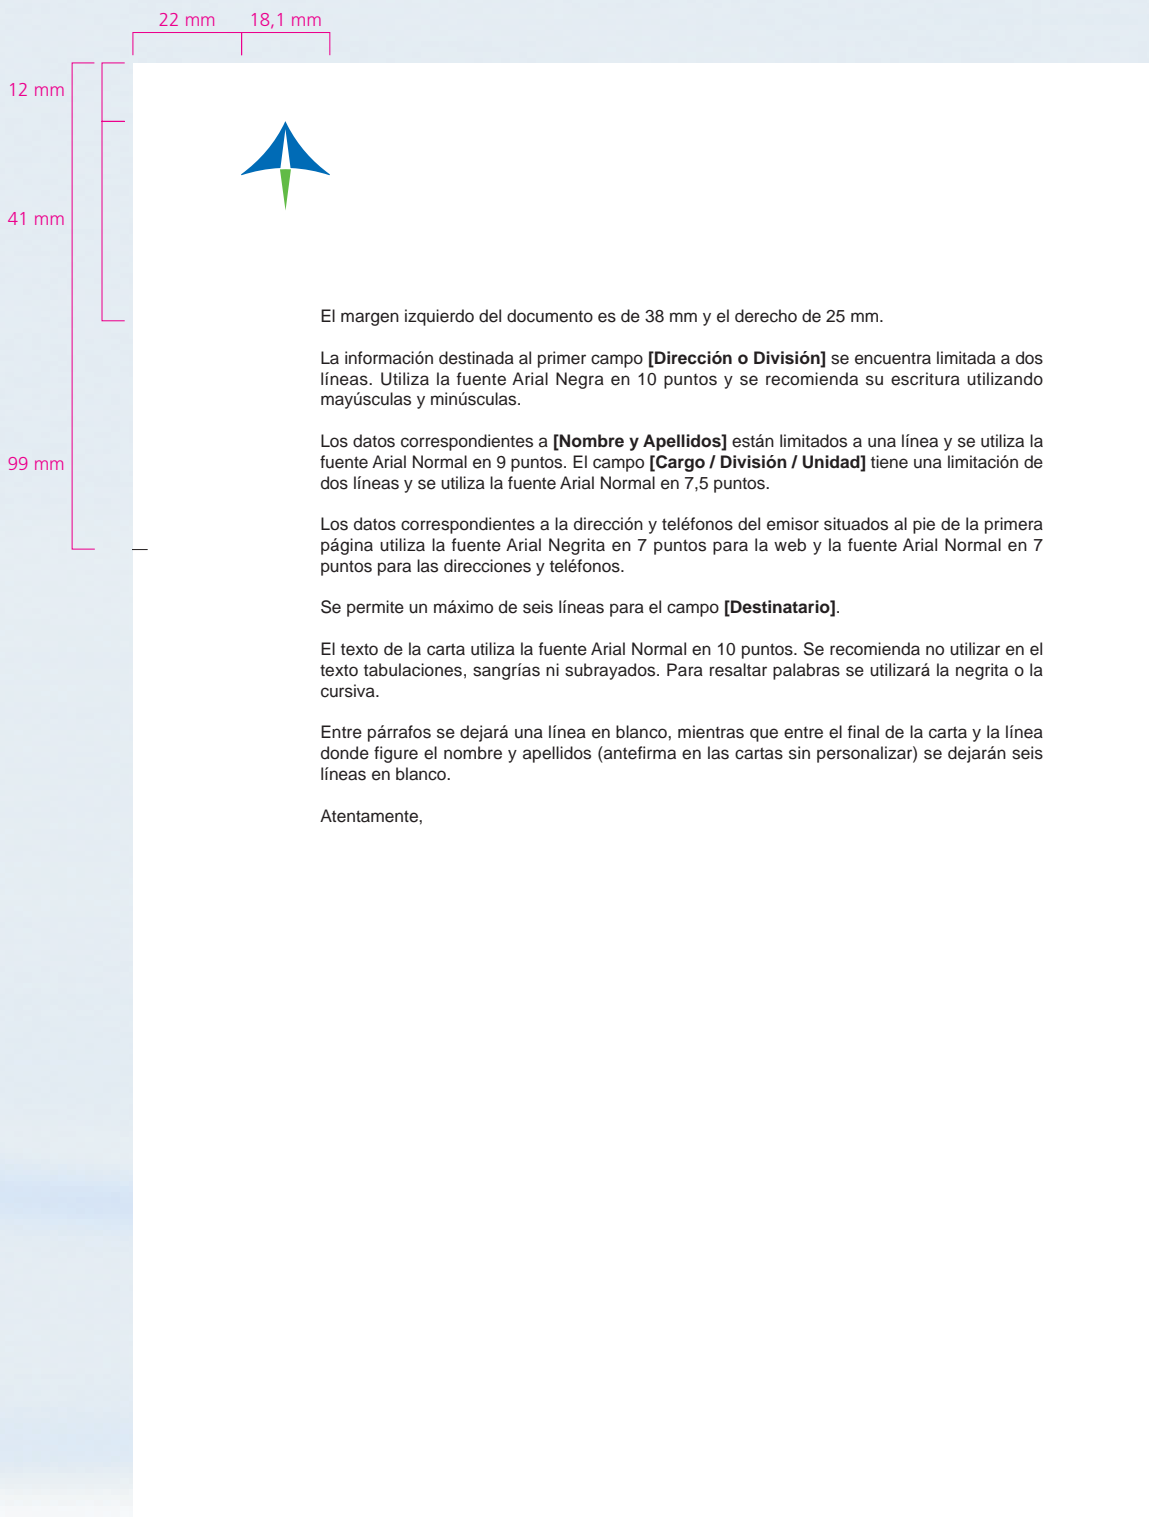 22 mm 18,1 mm
12 mm
41 mm
99 mm
El margen izquierdo del documento es de 38 mm y el derecho de 25 mm.
La información destinada al primer campo [Dirección o División] se encuentra limitada a dos
líneas. Utiliza la fuente Arial Negra en 10 puntos y se recomienda su escritura utilizando
mayúsculas y minúsculas.
Los datos correspondientes a [Nombre y Apellidos] están limitados a una línea y se utiliza la
fuente Arial Normal en 9 puntos. El campo [Cargo / División / Unidad] tiene una limitación de
dos líneas y se utiliza la fuente Arial Normal en 7,5 puntos.
Los datos correspondientes a la dirección y teléfonos del emisor situados al pie de la primera
página utiliza la fuente Arial Negrita en 7 puntos para la web y la fuente Arial Normal en 7
puntos para las direcciones y teléfonos.
Se permite un máximo de seis líneas para el campo [Destinatario].
El texto de la carta utiliza la fuente Arial Normal en 10 puntos. Se recomienda no utilizar en el
texto tabulaciones, sangrías ni subrayados. Para resaltar palabras se utilizará la negrita o la
cursiva.
Entre párrafos se dejará una línea en blanco, mientras que entre el final de la carta y la línea
donde figure el nombre y apellidos (antefirma en las cartas sin personalizar) se dejarán seis
líneas en blanco.
Atentamente,